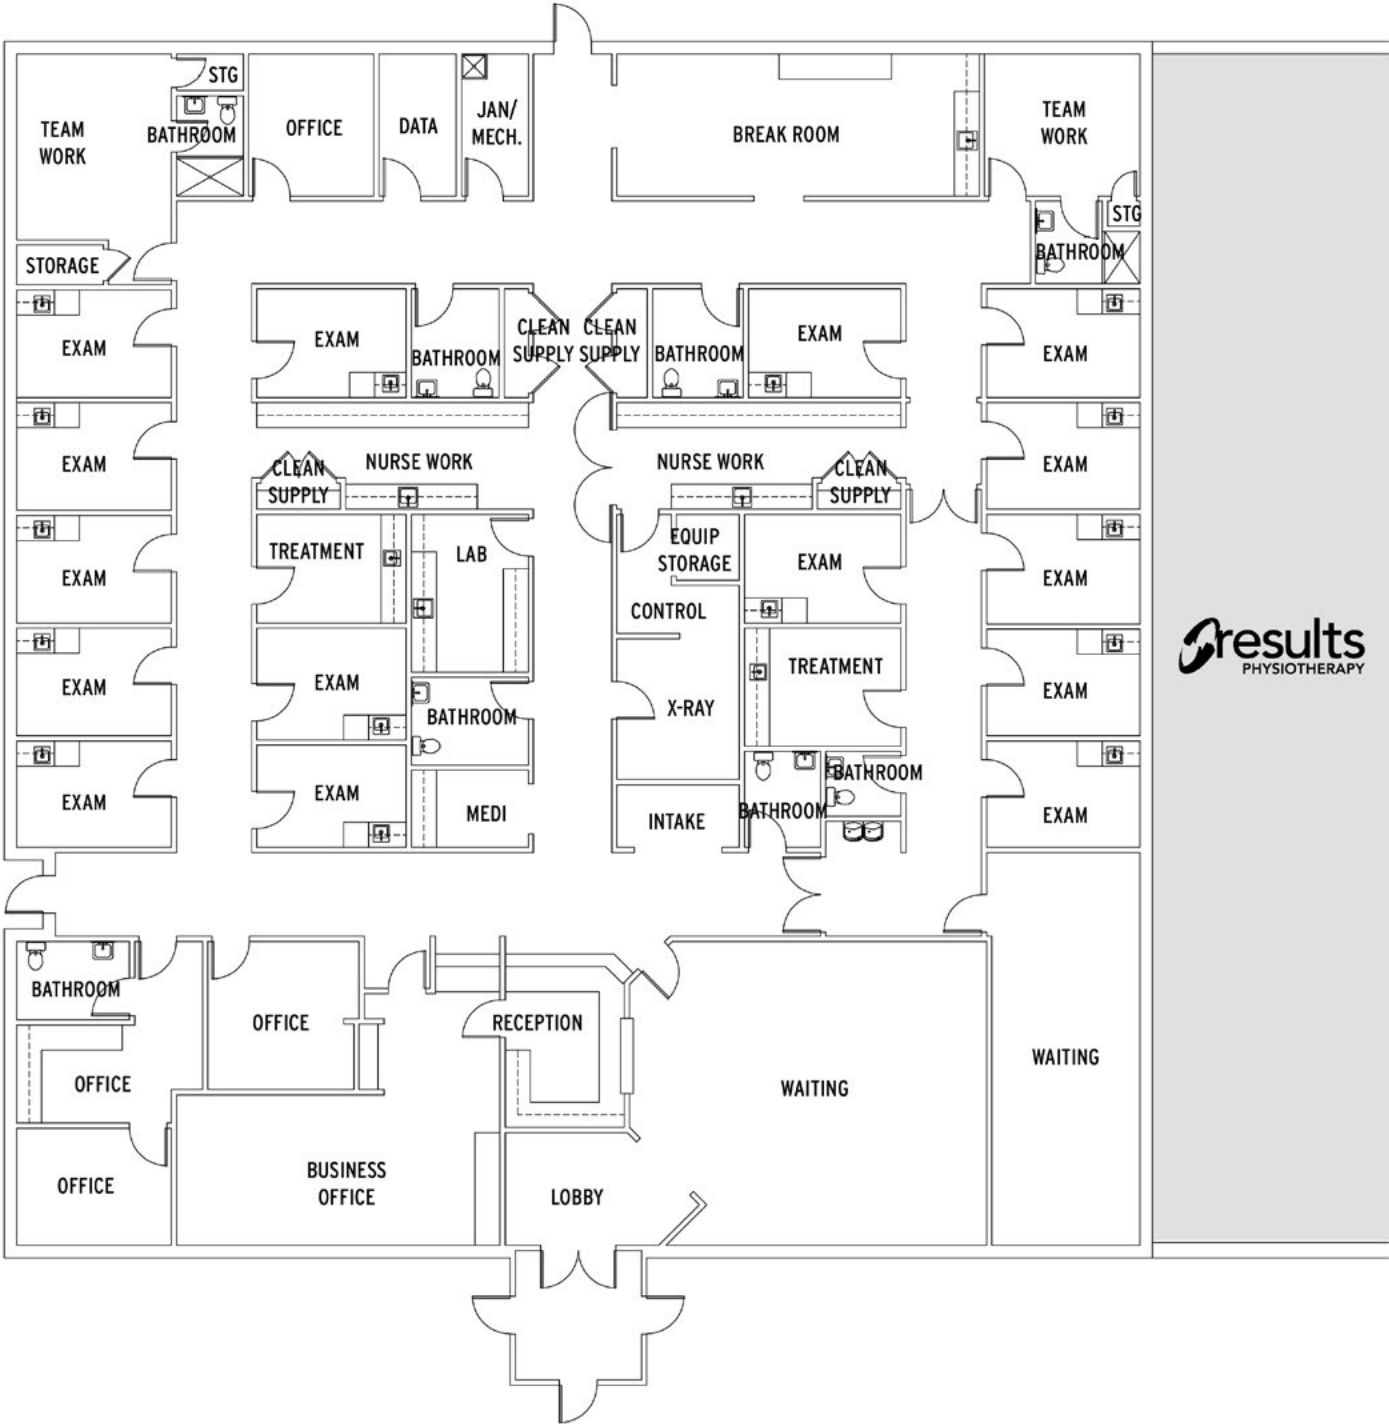 STG
TEAM
WORK
BATHROOM
OFFICE
DATA
JAN/
MECH.
BREAK ROOM
TEAM
WORK
STG
BATHROOM
STORAGE
EXAM
EXAM
BATHROOM
CLEAN
SUPPLY
CLEAN
SUPPLY
BATHROOM
EXAM
EXAM
EXAM
CLEAN
SUPPLY
NURSE WORK
NURSE WORK
CLEAN
SUPPLY
EXAM
EXAM
TREATMENT
LAB
EQUIP
STORAGE
EXAM
EXAM
CONTROL
EXAM
EXAM
BATHROOM
X-RAY
TREATMENT
EXAM
results
PHYSIOTHERAPY
EXAM
EXAM
MEDI
INTAKE
BATHROOM
BATHROOM
EXAM
BATHROOM
OFFICE
RECEPTION
OFFICE
WAITING
WAITING
OFFICE
BUSINESS
OFFICE
LOBBY